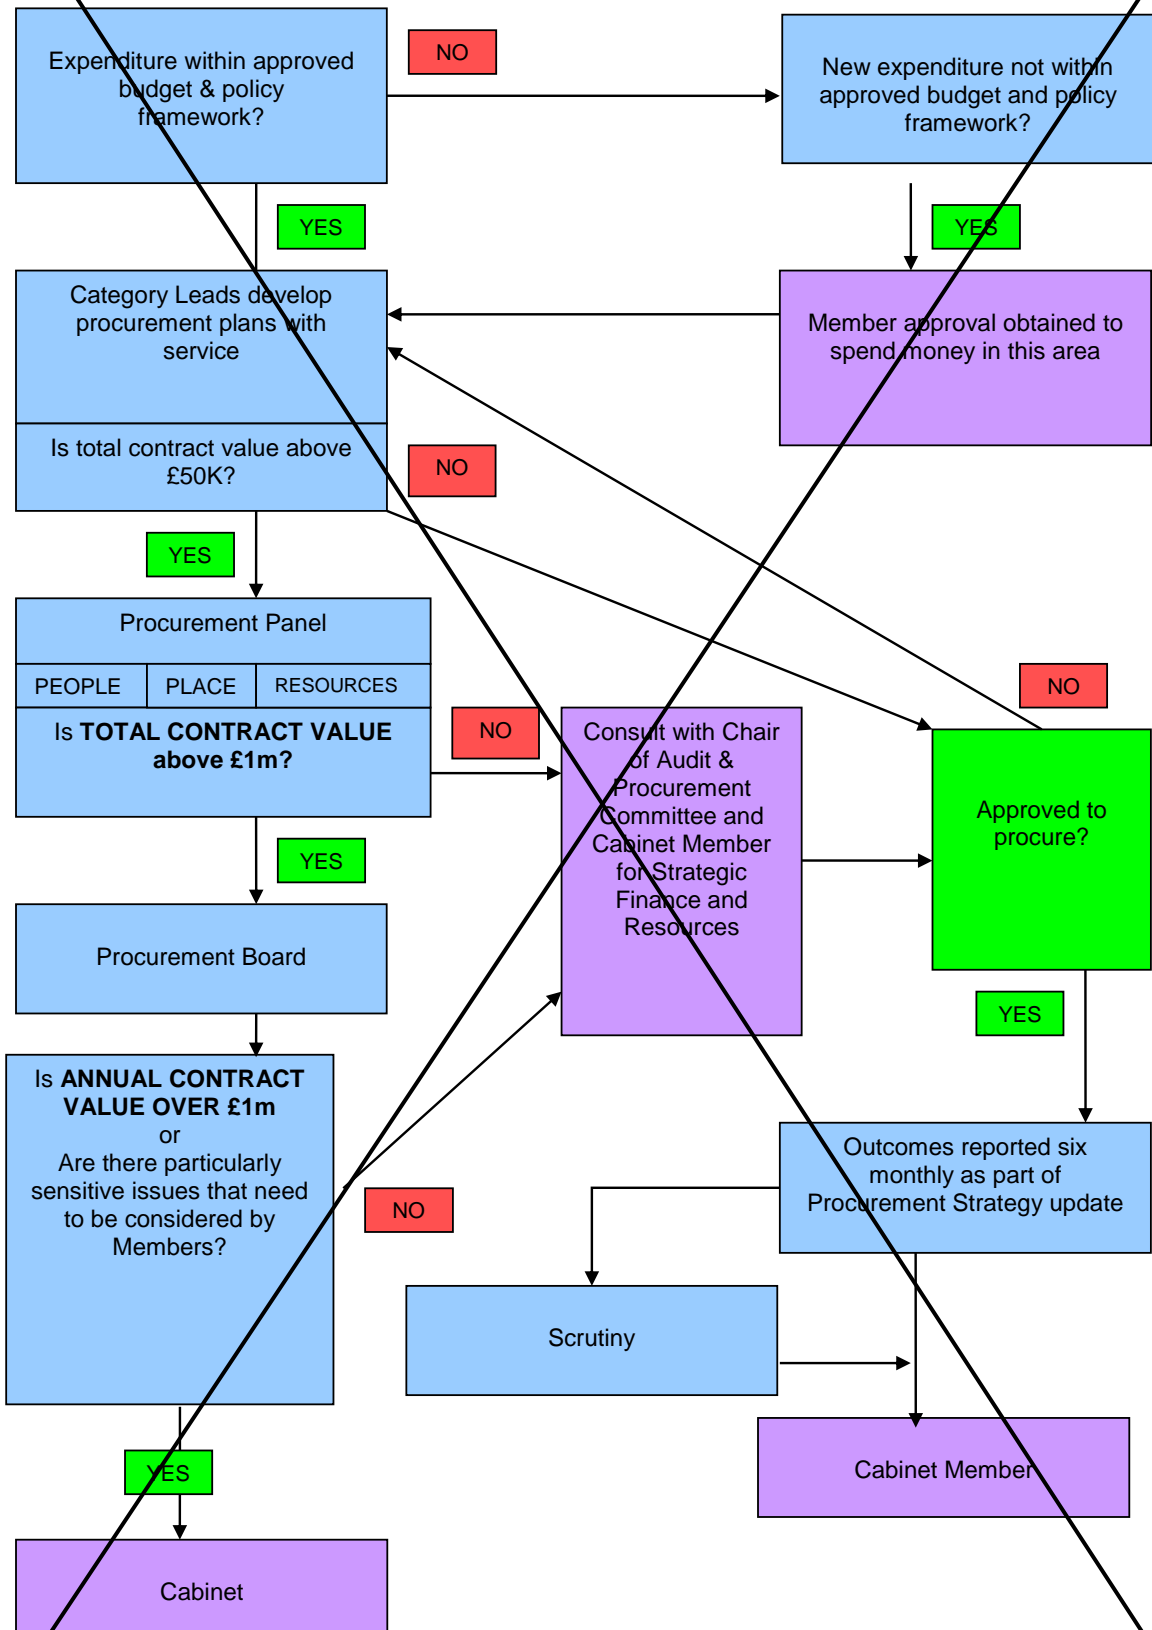 Expenditure within approved
budget & policy
framework?
NO
New expenditure not within
approved budget and policy
framework?
YES
YES
Category Leads develop
procurement plans with
service
Member approval obtained to
spend money in this area
Is total contract value above
£50K?
NO
YES
Procurement Panel
PEOPLE
PLACE
RESOURCES
Is TOTAL CONTRACT VALUE
above £1m?
NO
Consult with Chair
of Audit &
Procurement
Committee and
Cabinet Member
for Strategic
Finance and
Resources
NO
Approved to
procure?
YES
Procurement Board
YES
Is ANNUAL CONTRACT
VALUE OVER £1m
or
Are there particularly
sensitive issues that need
to be considered by
Members?
NO
Outcomes reported six
monthly as part of
Procurement Strategy update
Scrutiny
Cabinet Member
YES
Cabinet